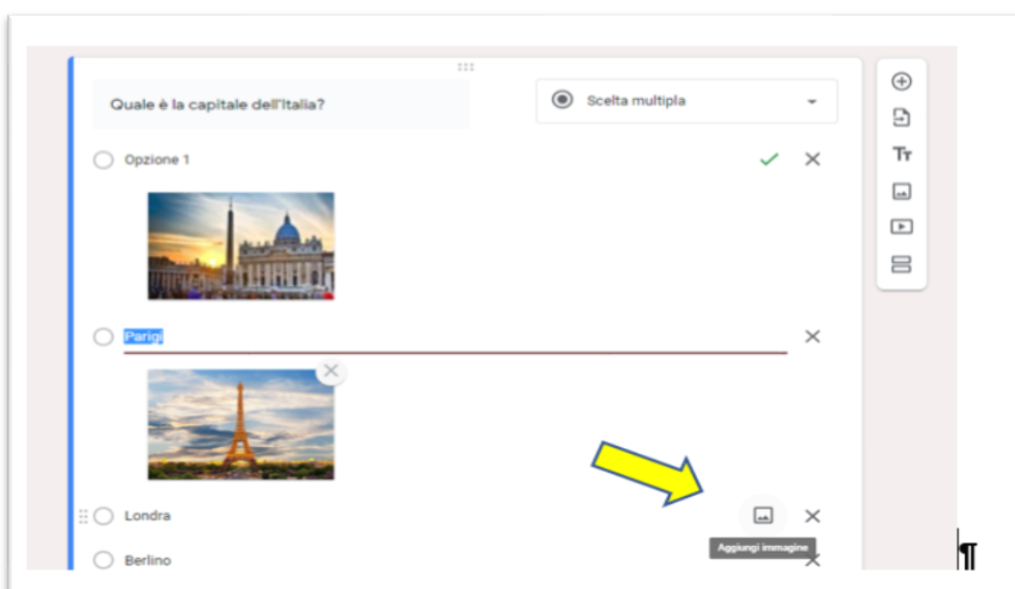 Quale è la capitale dell'Italia?
Scelta multipla
Opzione 1
Parigi
Londra
Aggiungi immagine
Berlino